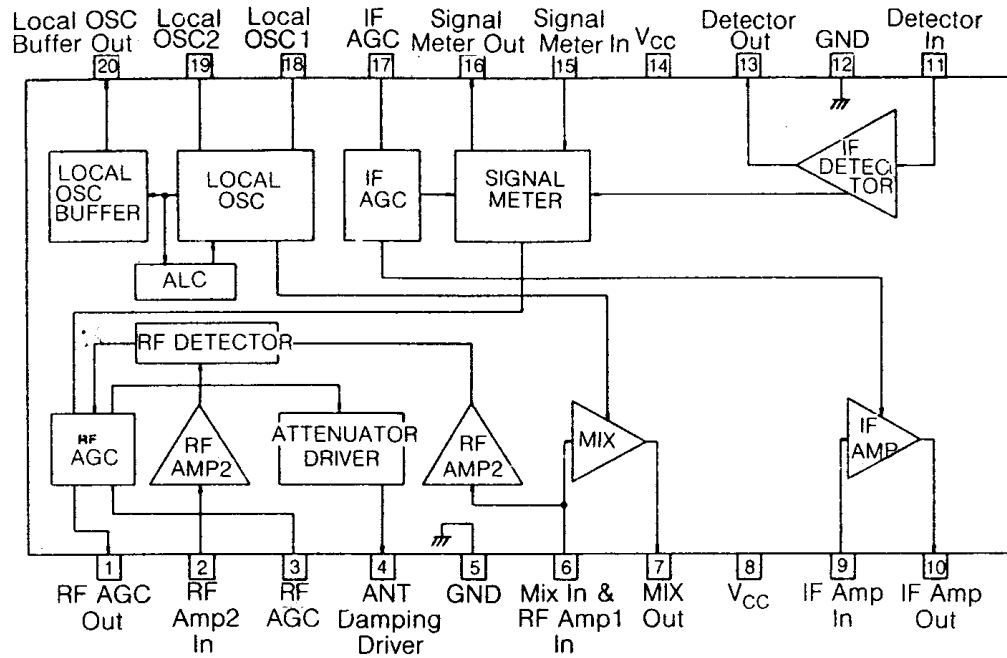 Local OSC Buffer Out
Local OSC2
Local OSC1
IF AGC
Signal Meter Out
Signal Meter In
VCC
Detector Out
GND
Detector In
20
19
18
17
16
15
14
13
12
11
LOCAL OSC BUFFER
LOCAL OSC
IF AGC
SIGNAL METER
IF DETECTOR
ALC
RF DETECTOR
RF AGC
RF AMP2
ATTENUATOR DRIVER
RF AMP2
MIX
IF AMP
1
2
3
4
5
6
7
8
9
10
RF AGC Out
RF Amp2 In
RF AGC
ANT Damping Driver
GND
Mix In & RF Amp1 In
MIX Out
VCC
IF Amp In
IF Amp Out